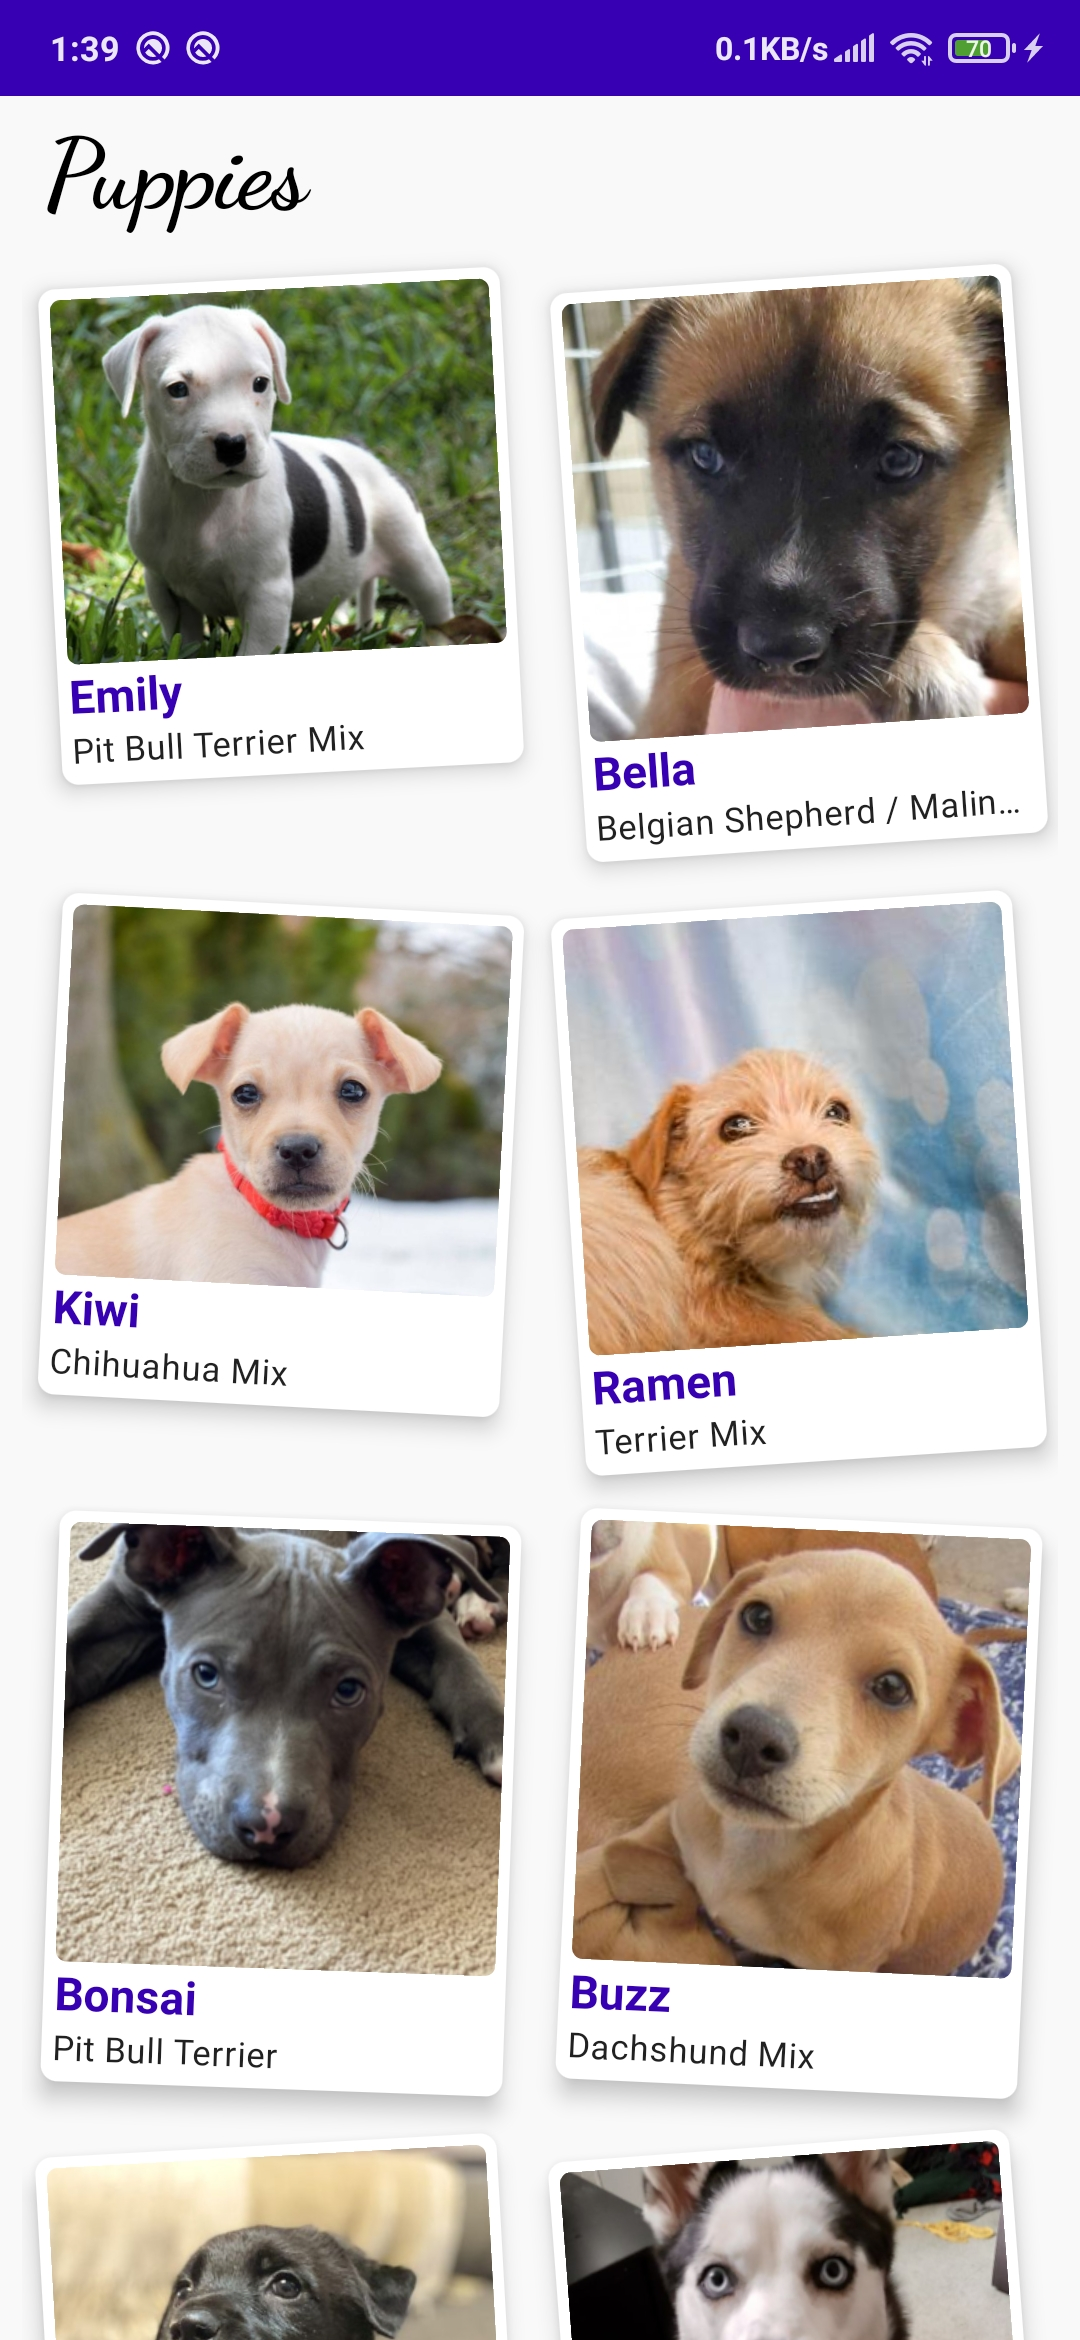 1:39 0.1KB/s 70
Puppies
Emily
Pit Bull Terrier Mix
Bella
Belgian Shepherd / Malin...
Kiwi
Chihuahua Mix
Ramen
Terrier Mix
Bonsai
Pit Bull Terrier
Buzz
Dachshund Mix